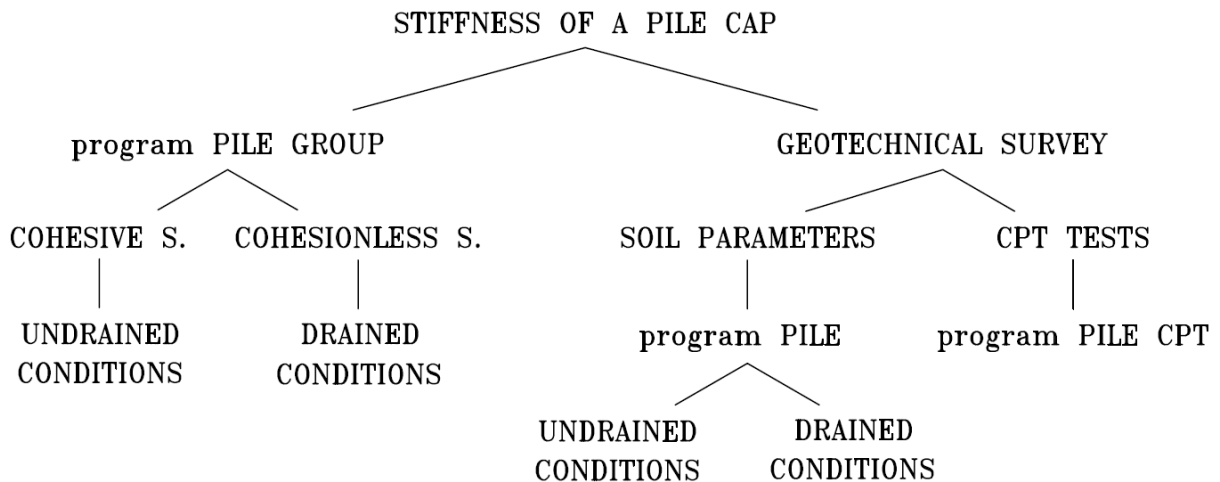 STIFFNESS OF A PILE CAP
program PILE GROUP
GEOTECHNICAL SURVEY
COHESIVE S.
COHESIONLESS S.
SOIL PARAMETERS
CPT TESTS
UNDRAINED
CONDITIONS
DRAINED
CONDITIONS
program PILE
program PILE CPT
UNDRAINED
CONDITIONS
DRAINED
CONDITIONS